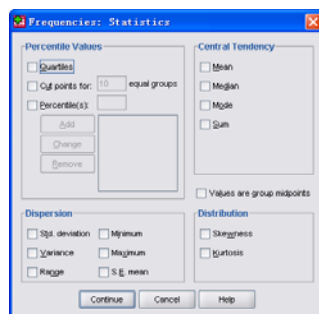 Frequencies: Statistics
Percentile Values
Quartiles
Cut points for: 10 equal groups
Percentile(s):
Add
Change
Remove
Central Tendency
Mean
Median
Mode
Sum
Values are group midpoints
Dispersion
Std. deviation Minimum
Variance Maximum
Range S.E. mean
Distribution
Skewness
Kurtosis
Continue Cancel Help